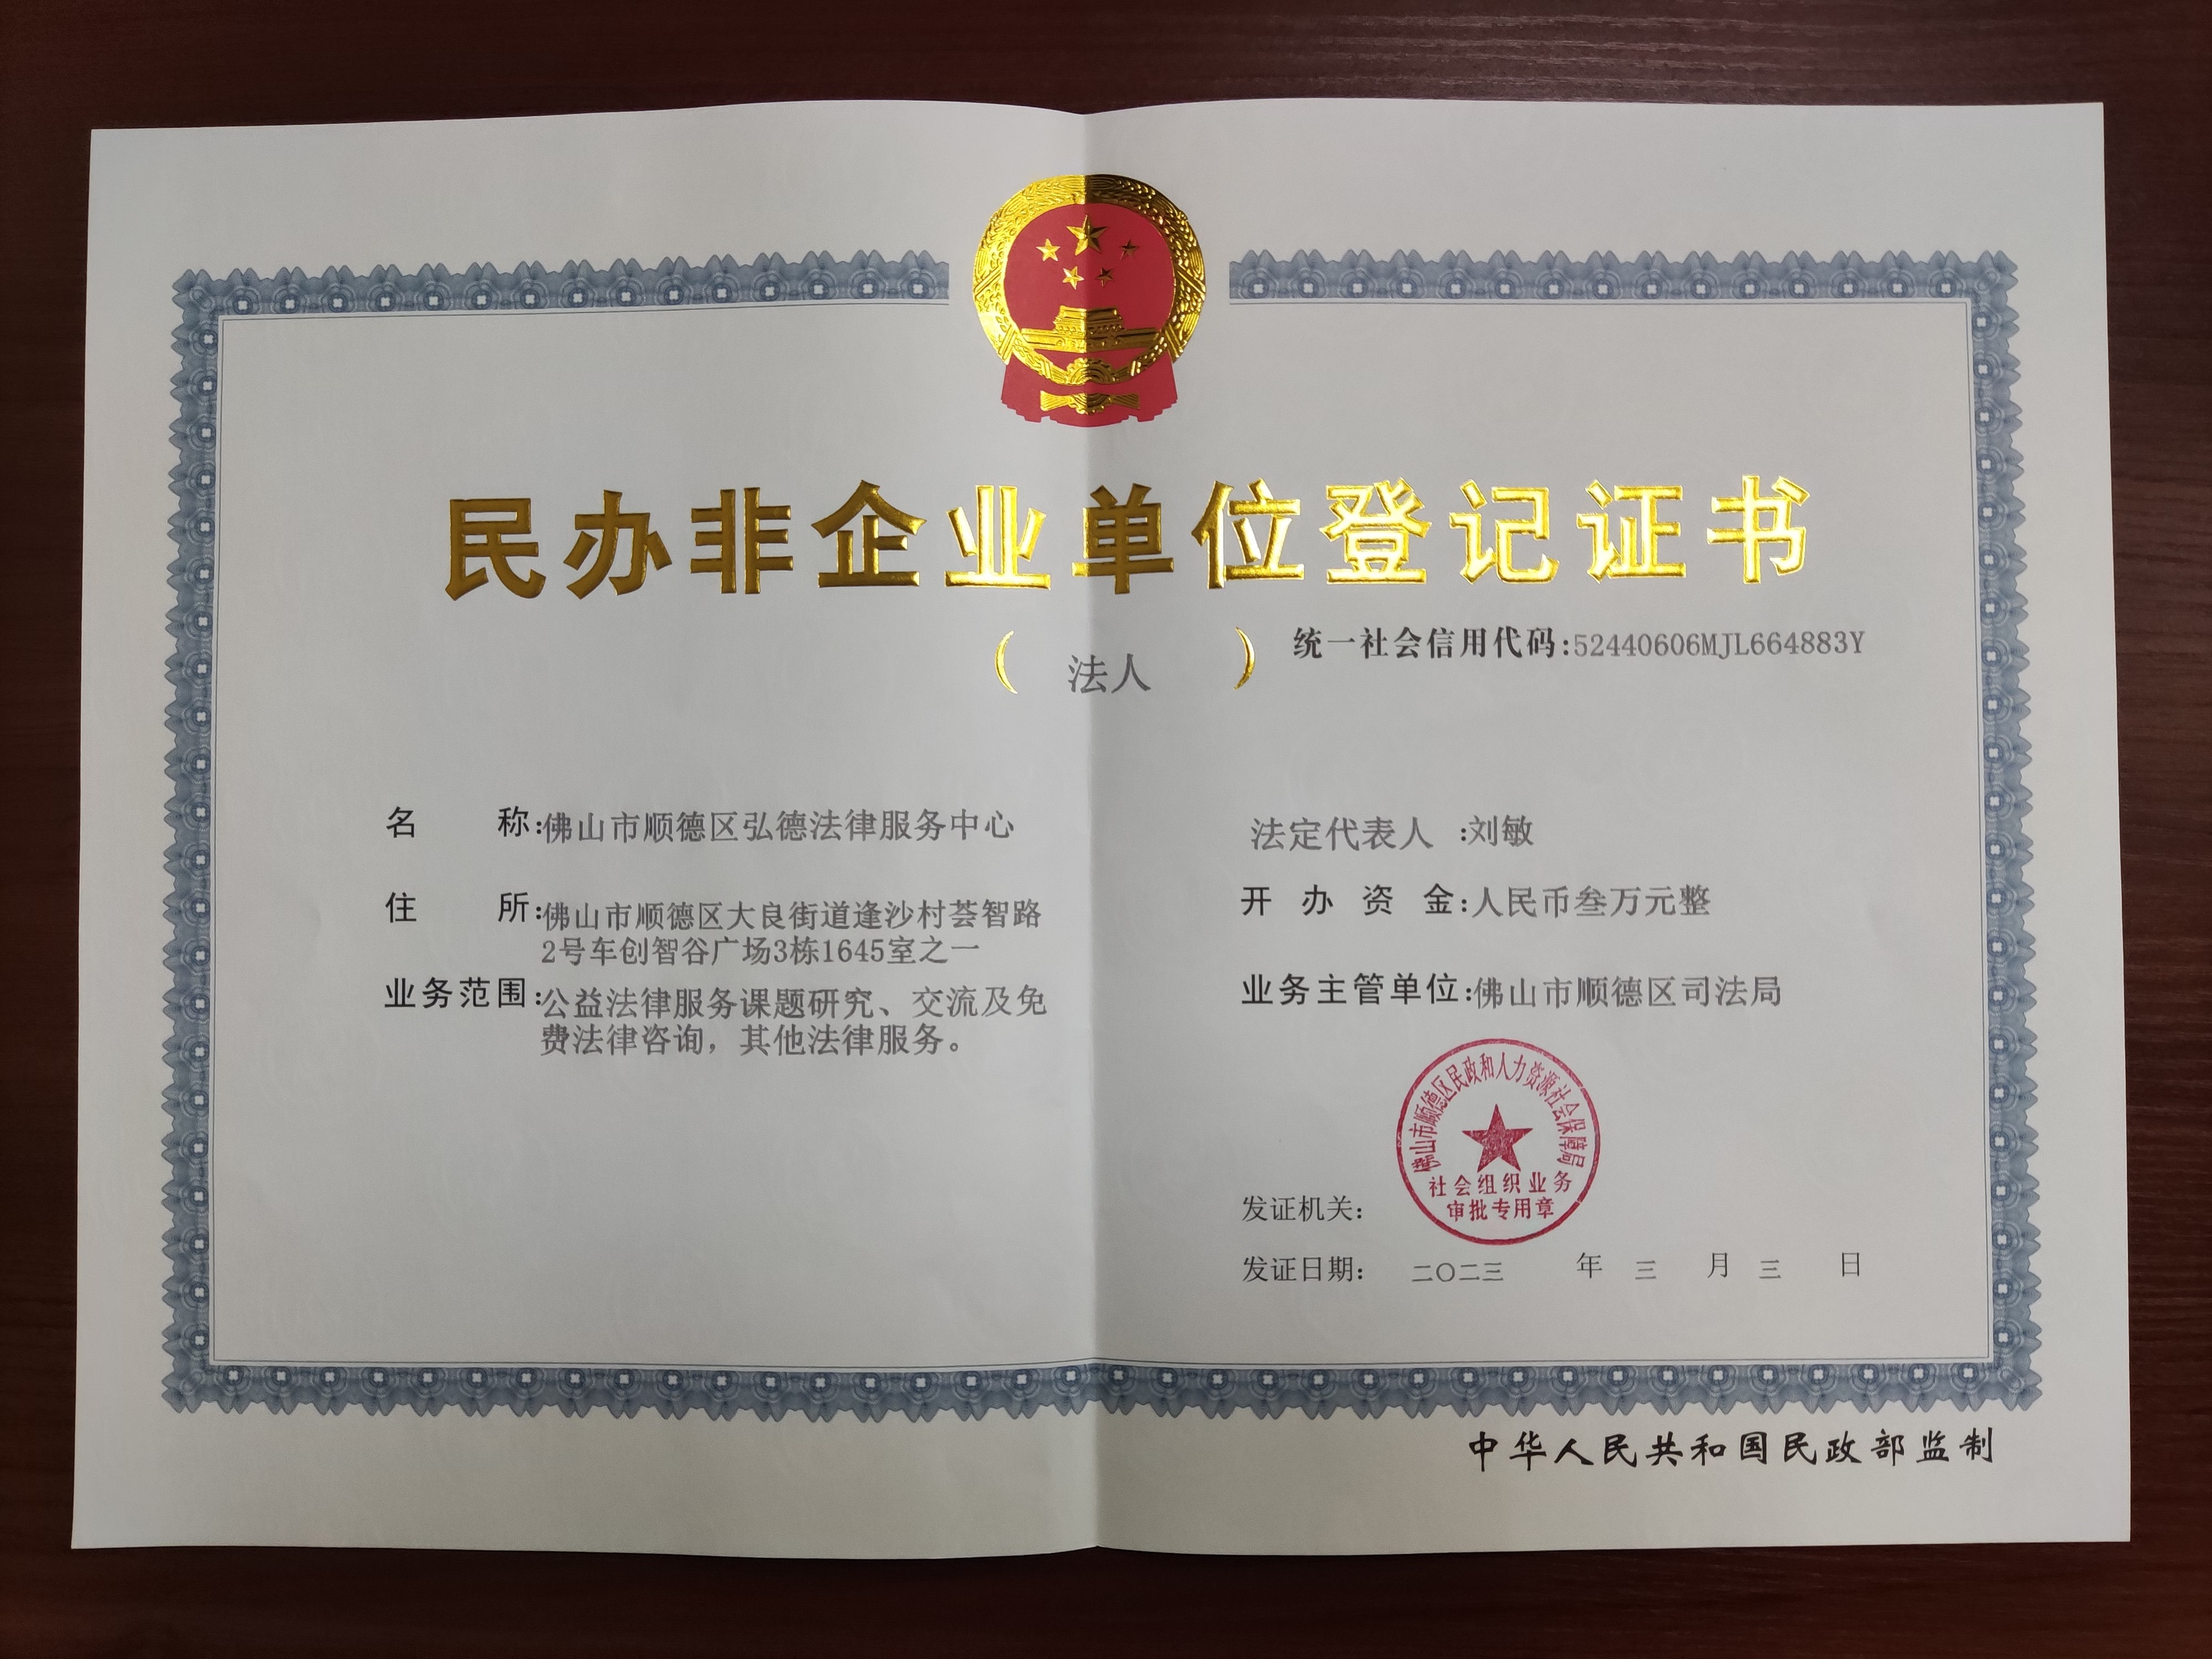 民办非企业单位登记证书
（法人）
统一社会信用代码:52440606MJL664883Y
名称:佛山市顺德区弘德法律服务中心
住所:佛山市顺德区大良街道逢沙村荟智路
2号车创智谷广场3栋1645室之一
业务范围:公益法律服务课题研究、交流及免
费法律咨询，其他法律服务。
法定代表人:刘敏
开办资金:人民币叁万元整
业务主管单位:佛山市顺德区司法局
佛山市顺德区民政和人力资源社会保障局
社会组织业务
审批专用章
发证机关：
发证日期：二〇二三年三月三日
中华人民共和国民政部监制